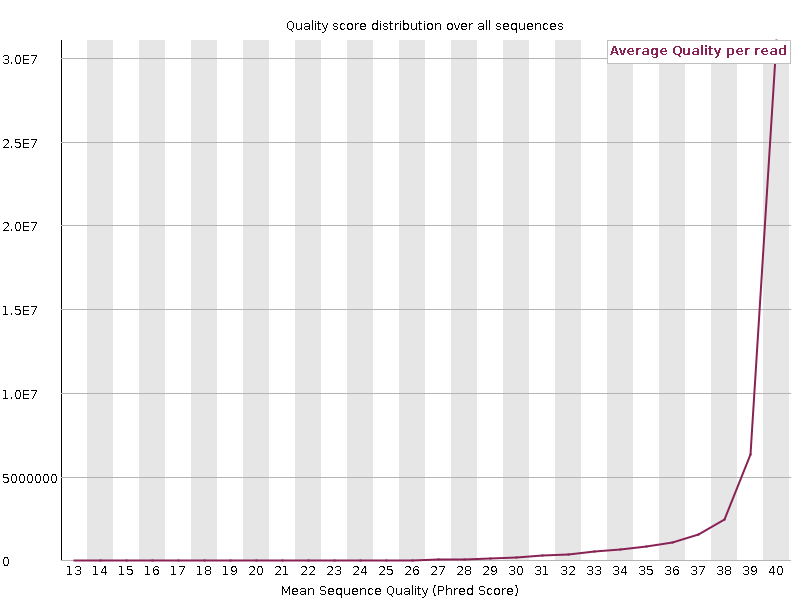 Quality score distribution over all sequences
Average Quality per read
3.0E7
2.5E7
2.0E7
1.5E7
1.0E7
5000000
0
13 14 15 16 17 18 19 20 21 22 23 24 25 26 27 28 29 30 31 32 33 34 35 36 37 38 39 40
Mean Sequence Quality (Phred Score)